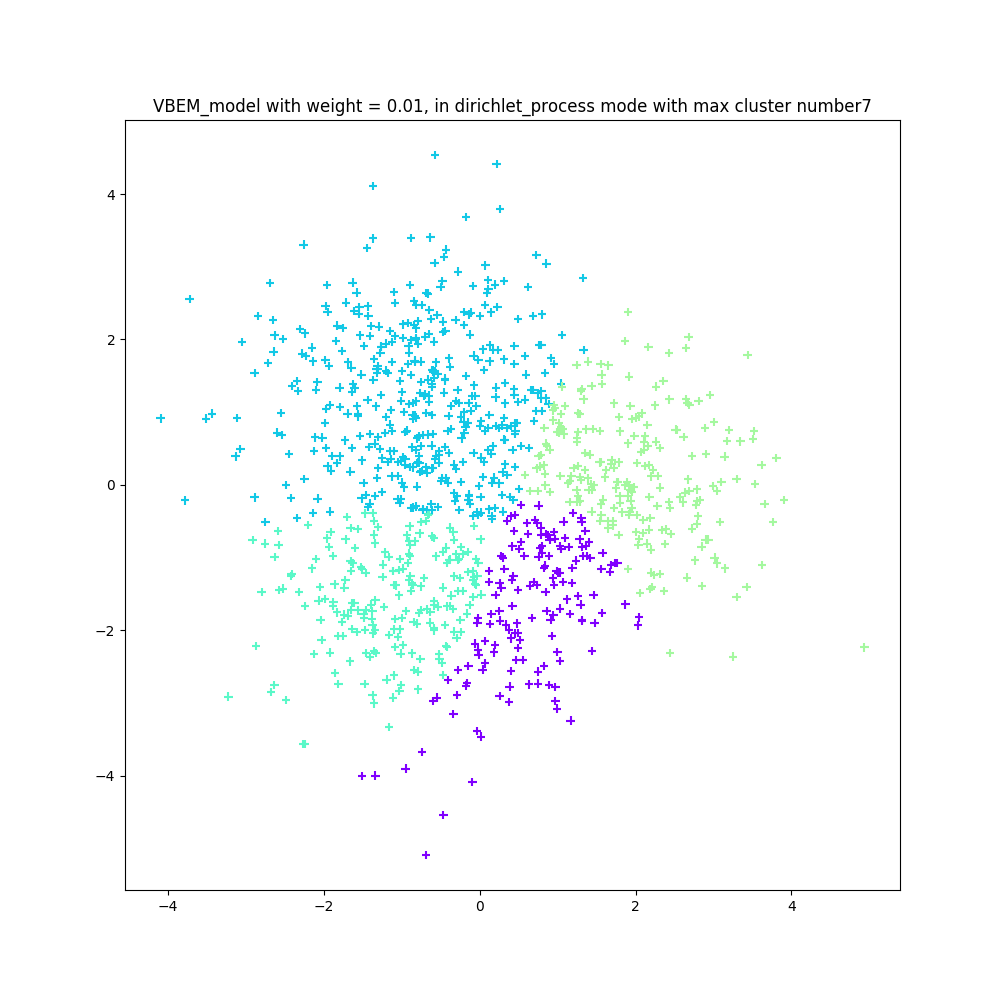 VBEM_model with weight = 0.01, in dirichlet_process mode with max cluster number7
4
2
0
−2
−4
−4 −2 0 2 4